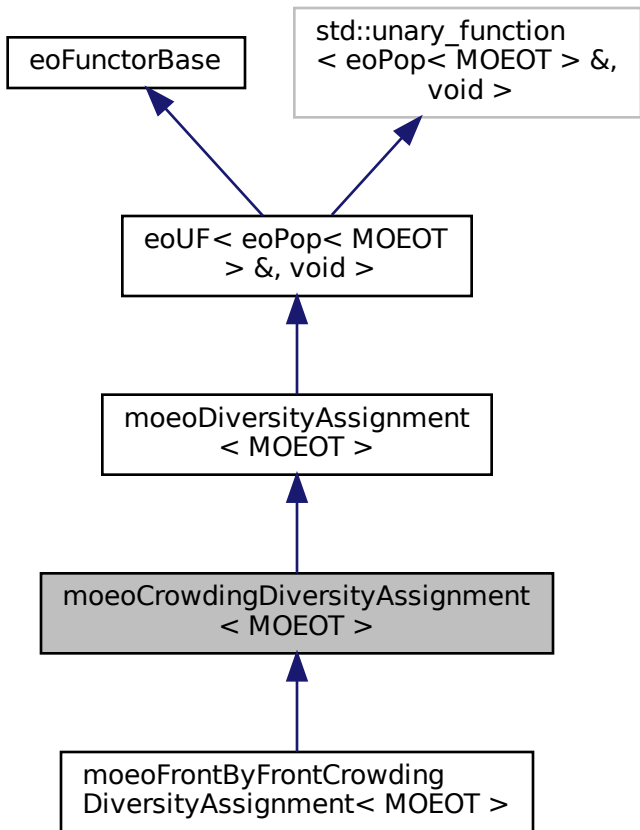 eoFunctorBase
std::unary_function
< eoPop< MOEOT > &,
void >
eoUF< eoPop< MOEOT
> &, void >
moeoDiversityAssignment
< MOEOT >
moeoCrowdingDiversityAssignment
< MOEOT >
moeoFrontByFrontCrowding
DiversityAssignment< MOEOT >